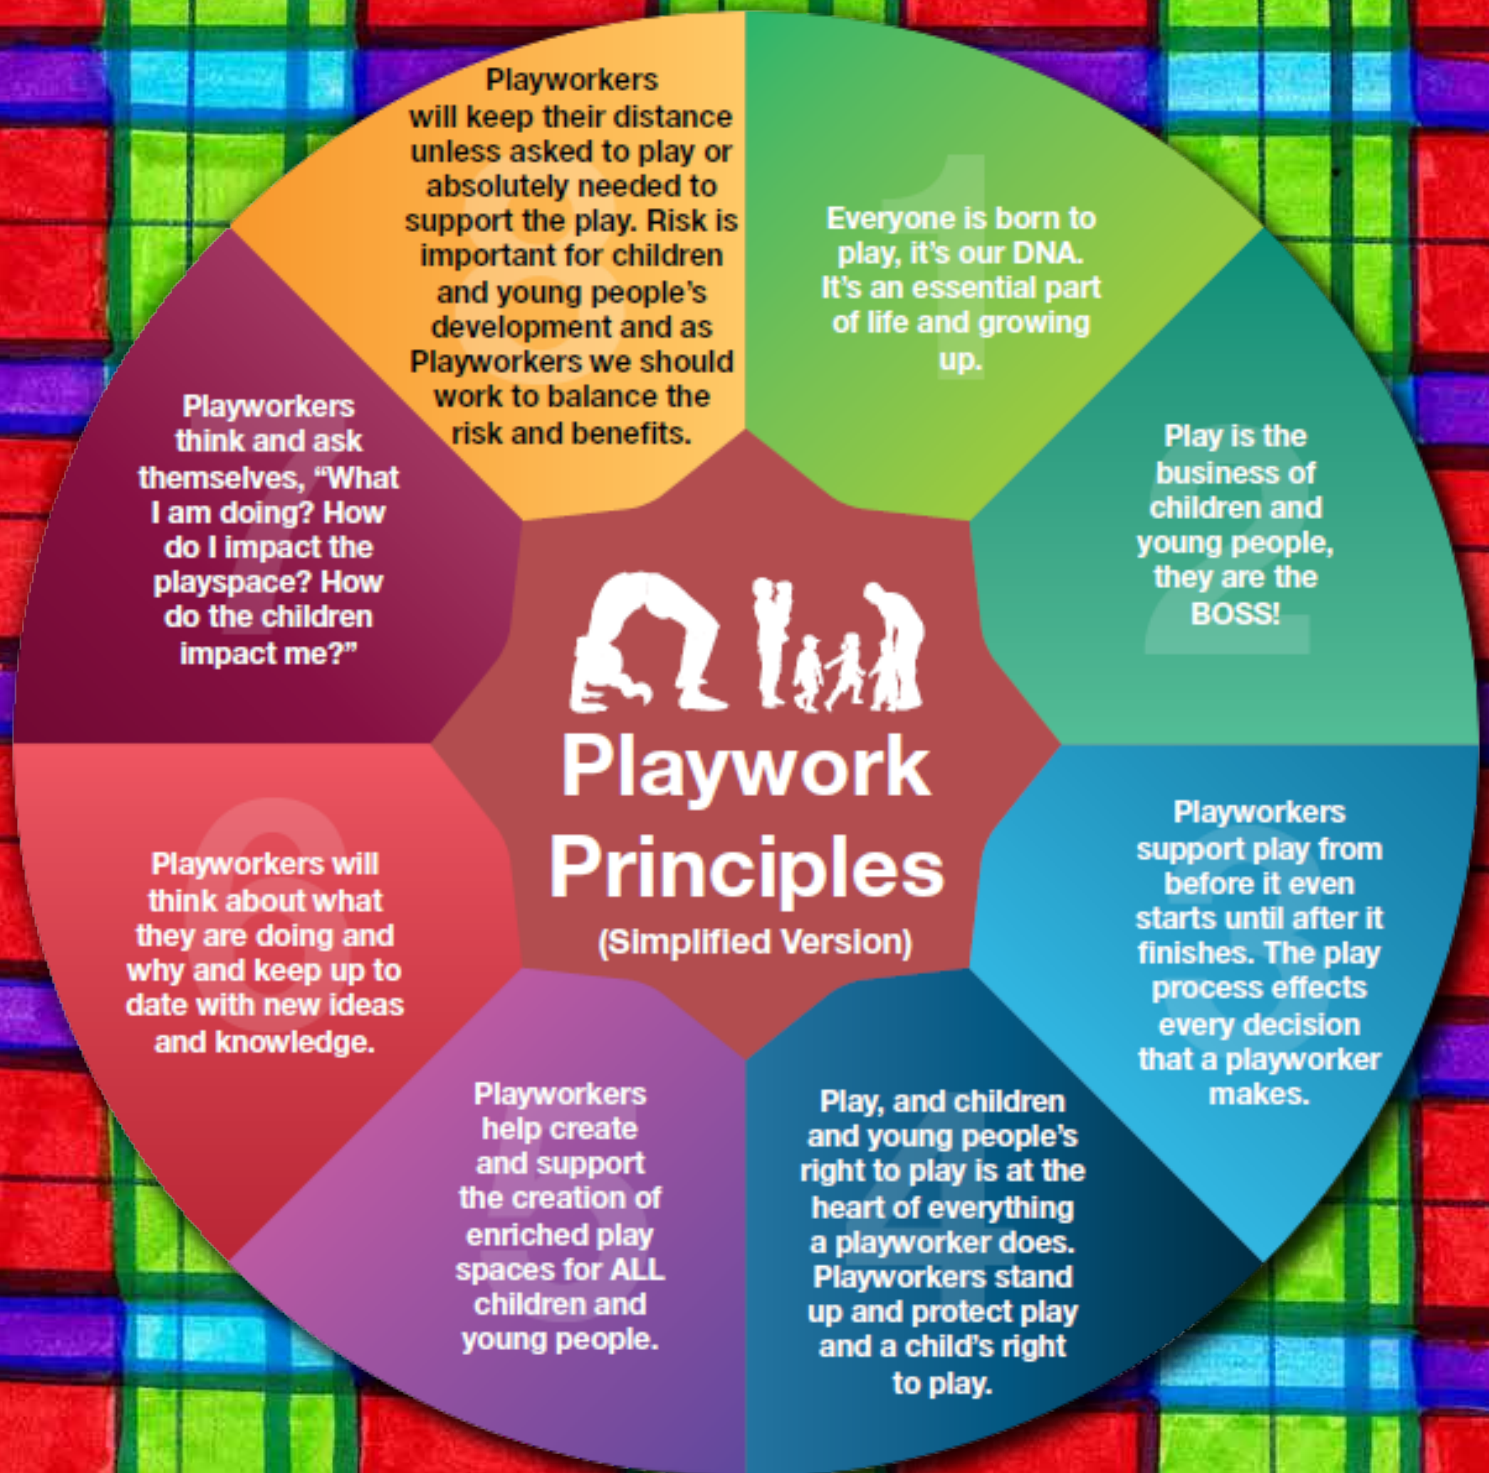 Playwork
Principles
(Simplified Version)
1
Everyone is born to
play, it's our DNA.
It's an essential part
of life and growing
up.
2
Play is the
business of
children and
young people,
they are the
BOSS!
3
Playworkers
support play from
before it even
starts until after it
finishes. The play
process effects
every decision
that a playworker
makes.
4
Play, and children
and young people's
right to play is at the
heart of everything
a playworker does.
Playworkers stand
up and protect play
and a child's right
to play.
5
Playworkers
help create
and support
the creation of
enriched play
spaces for ALL
children and
young people.
6
Playworkers will
think about what
they are doing and
why and keep up to
date with new ideas
and knowledge.
7
Playworkers
think and ask
themselves, “What
I am doing? How
do I impact the
playspace? How
do the children
impact me?”
8
Playworkers
will keep their distance
unless asked to play or
absolutely needed to
support the play. Risk is
important for children
and young people's
development and as
Playworkers we should
work to balance the
risk and benefits.